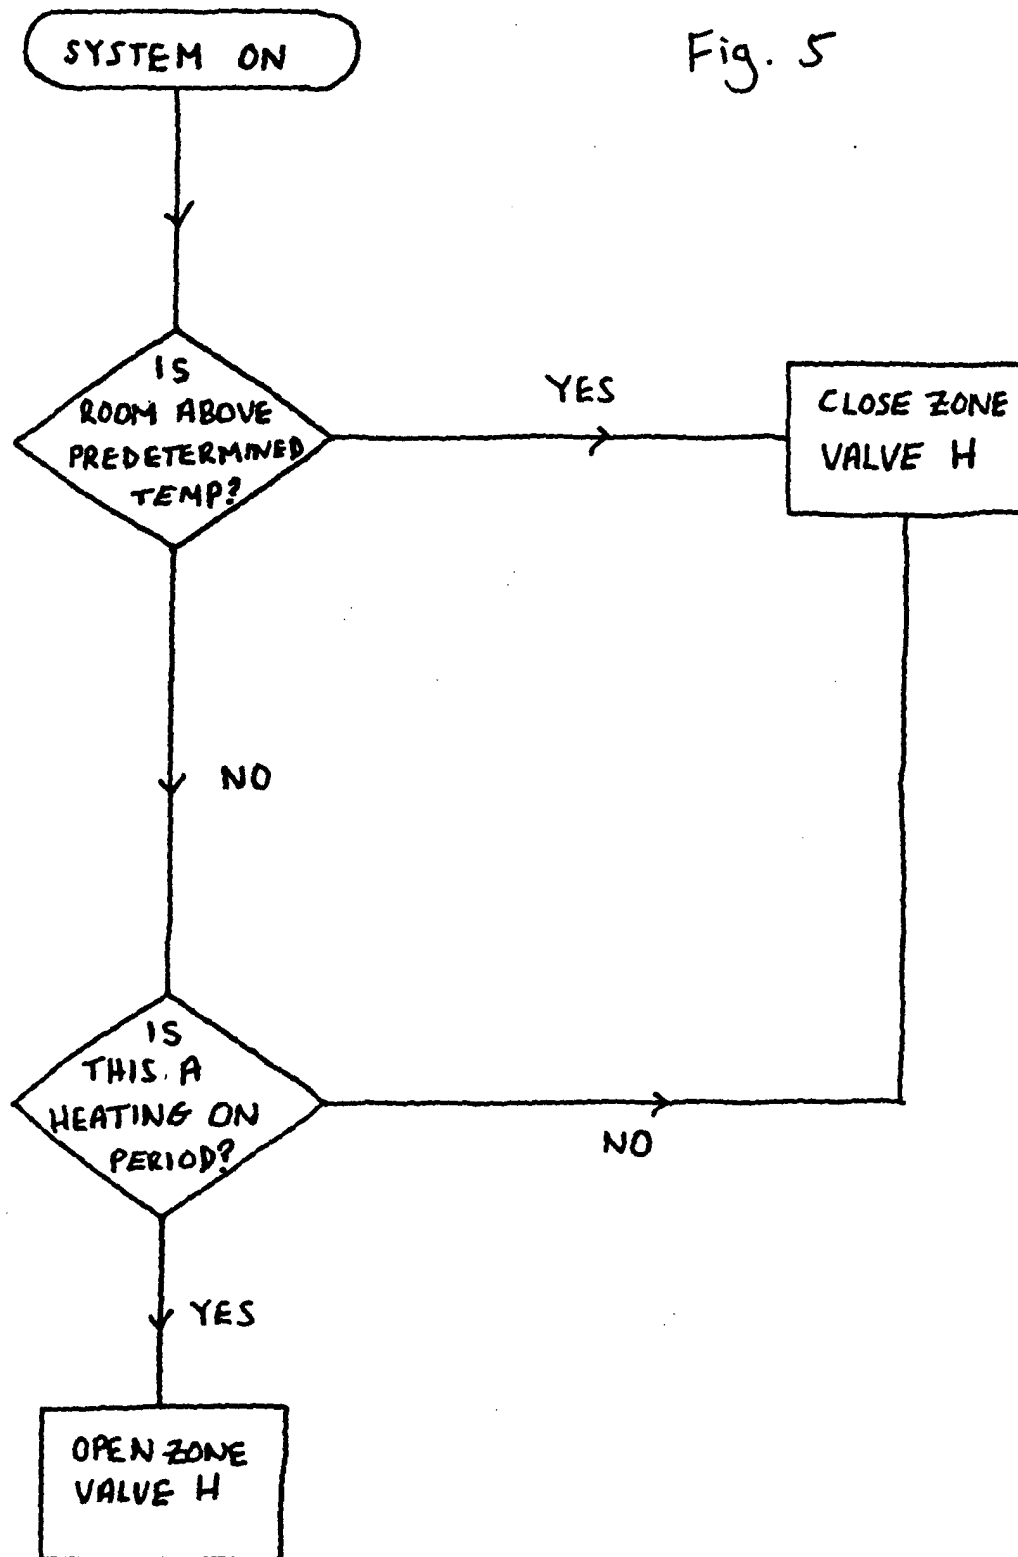 SYSTEM ON
Fig. 5
IS
ROOM ABOVE
PREDETERMINED
TEMP?
YES
CLOSE ZONE
VALVE H
NO
IS
THIS A
HEATING ON
PERIOD?
NO
YES
OPEN ZONE
VALVE H